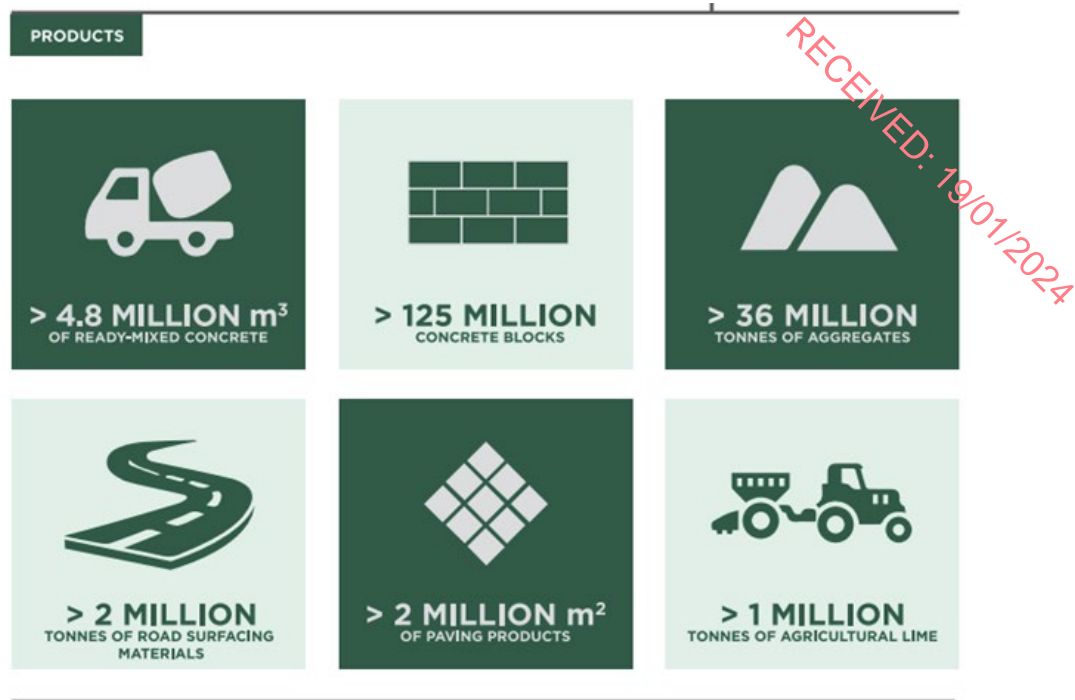 PRODUCTS
RECEIVED: 19/01/2024
> 4.8 MILLION m³
OF READY-MIXED CONCRETE
> 125 MILLION
CONCRETE BLOCKS
> 36 MILLION
TONNES OF AGGREGATES
> 2 MILLION
TONNES OF ROAD SURFACING
MATERIALS
> 2 MILLION m²
OF PAVING PRODUCTS
> 1 MILLION
TONNES OF AGRICULTURAL LIME